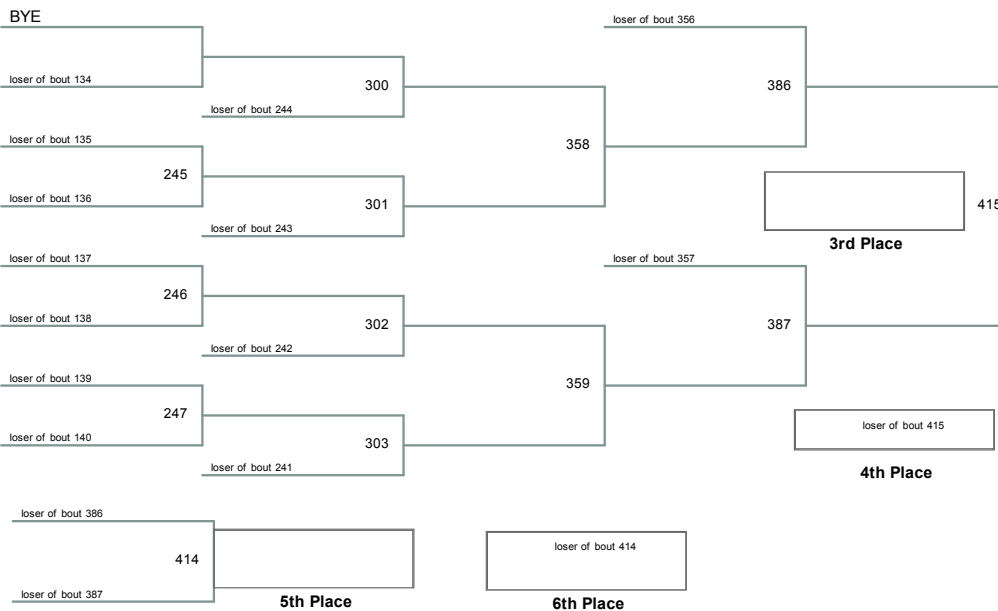 BYE
loser of bout 356
loser of bout 134
300
386
loser of bout 244
loser of bout 135
358
245
loser of bout 136
301
415
loser of bout 243
3rd Place
loser of bout 137
loser of bout 357
246
loser of bout 138
302
387
loser of bout 242
loser of bout 139
359
247
loser of bout 415
loser of bout 140
303
loser of bout 241
4th Place
loser of bout 386
loser of bout 414
414
loser of bout 387
5th Place
6th Place